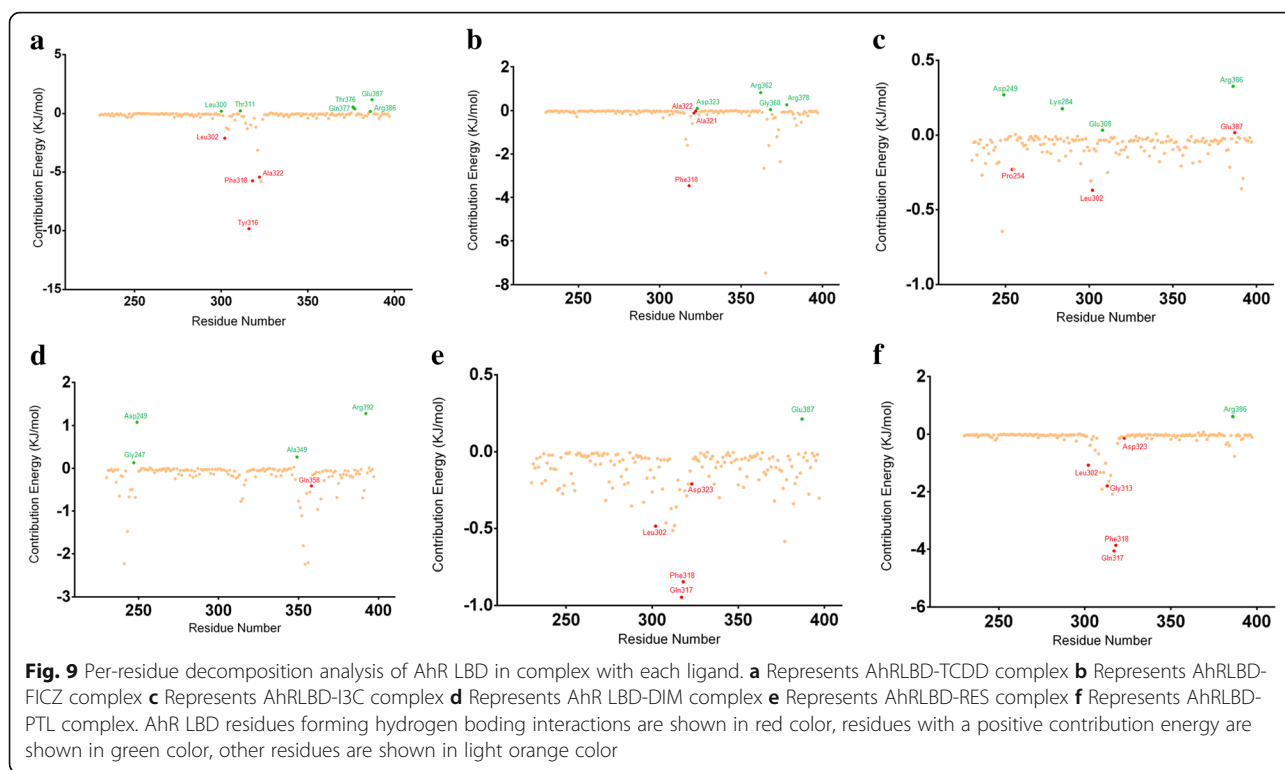 a
Contribution Energy (KJ/mol)
5
0
-5
-10
-15
250
300
350
400
Residue Number
Leu300
Thr311
Thr376
Gln377
Glu387
Arg386
Leu302
Phe318
Ala322
Tyr316
b
Contribution Energy (KJ/mol)
4
2
0
-2
-4
-6
-8
250
300
350
400
Residue Number
Arg362
Ala322
Asp323
Gly368
Arg378
Ala321
Phe318
c
Contribution Energy (KJ/mol)
0.5
0.0
-0.5
-1.0
250
300
350
400
Residue Number
Asp249
Lys284
Glu308
Arg386
Glu387
Pro254
Leu302
d
Contribution Energy (KJ/mol)
2
1
0
-1
-2
-3
250
300
350
400
Residue Number
Asp249
Gly247
Arg392
Ala349
Gln358
e
Contribution Energy (KJ/mol)
0.5
0.0
-0.5
-1.0
250
300
350
400
Residue Number
Glu387
Asp323
Leu302
Phe318
Gln317
f
Contribution Energy (KJ/mol)
2
0
-2
-4
-6
250
300
350
400
Residue Number
Arg386
Asp323
Leu302
Gly313
Phe318
Gln317
Fig. 9 Per-residue decomposition analysis of AhR LBD in complex with each ligand. a Represents AhRLBD-TCDD complex b Represents AhRLBD-
FICZ complex c Represents AhRLBD-I3C complex d Represents AhR LBD-DIM complex e Represents AhRLBD-RES complex f Represents AhRLBD-
PTL complex. AhR LBD residues forming hydrogen boding interactions are shown in red color, residues with a positive contribution energy are
shown in green color, other residues are shown in light orange color